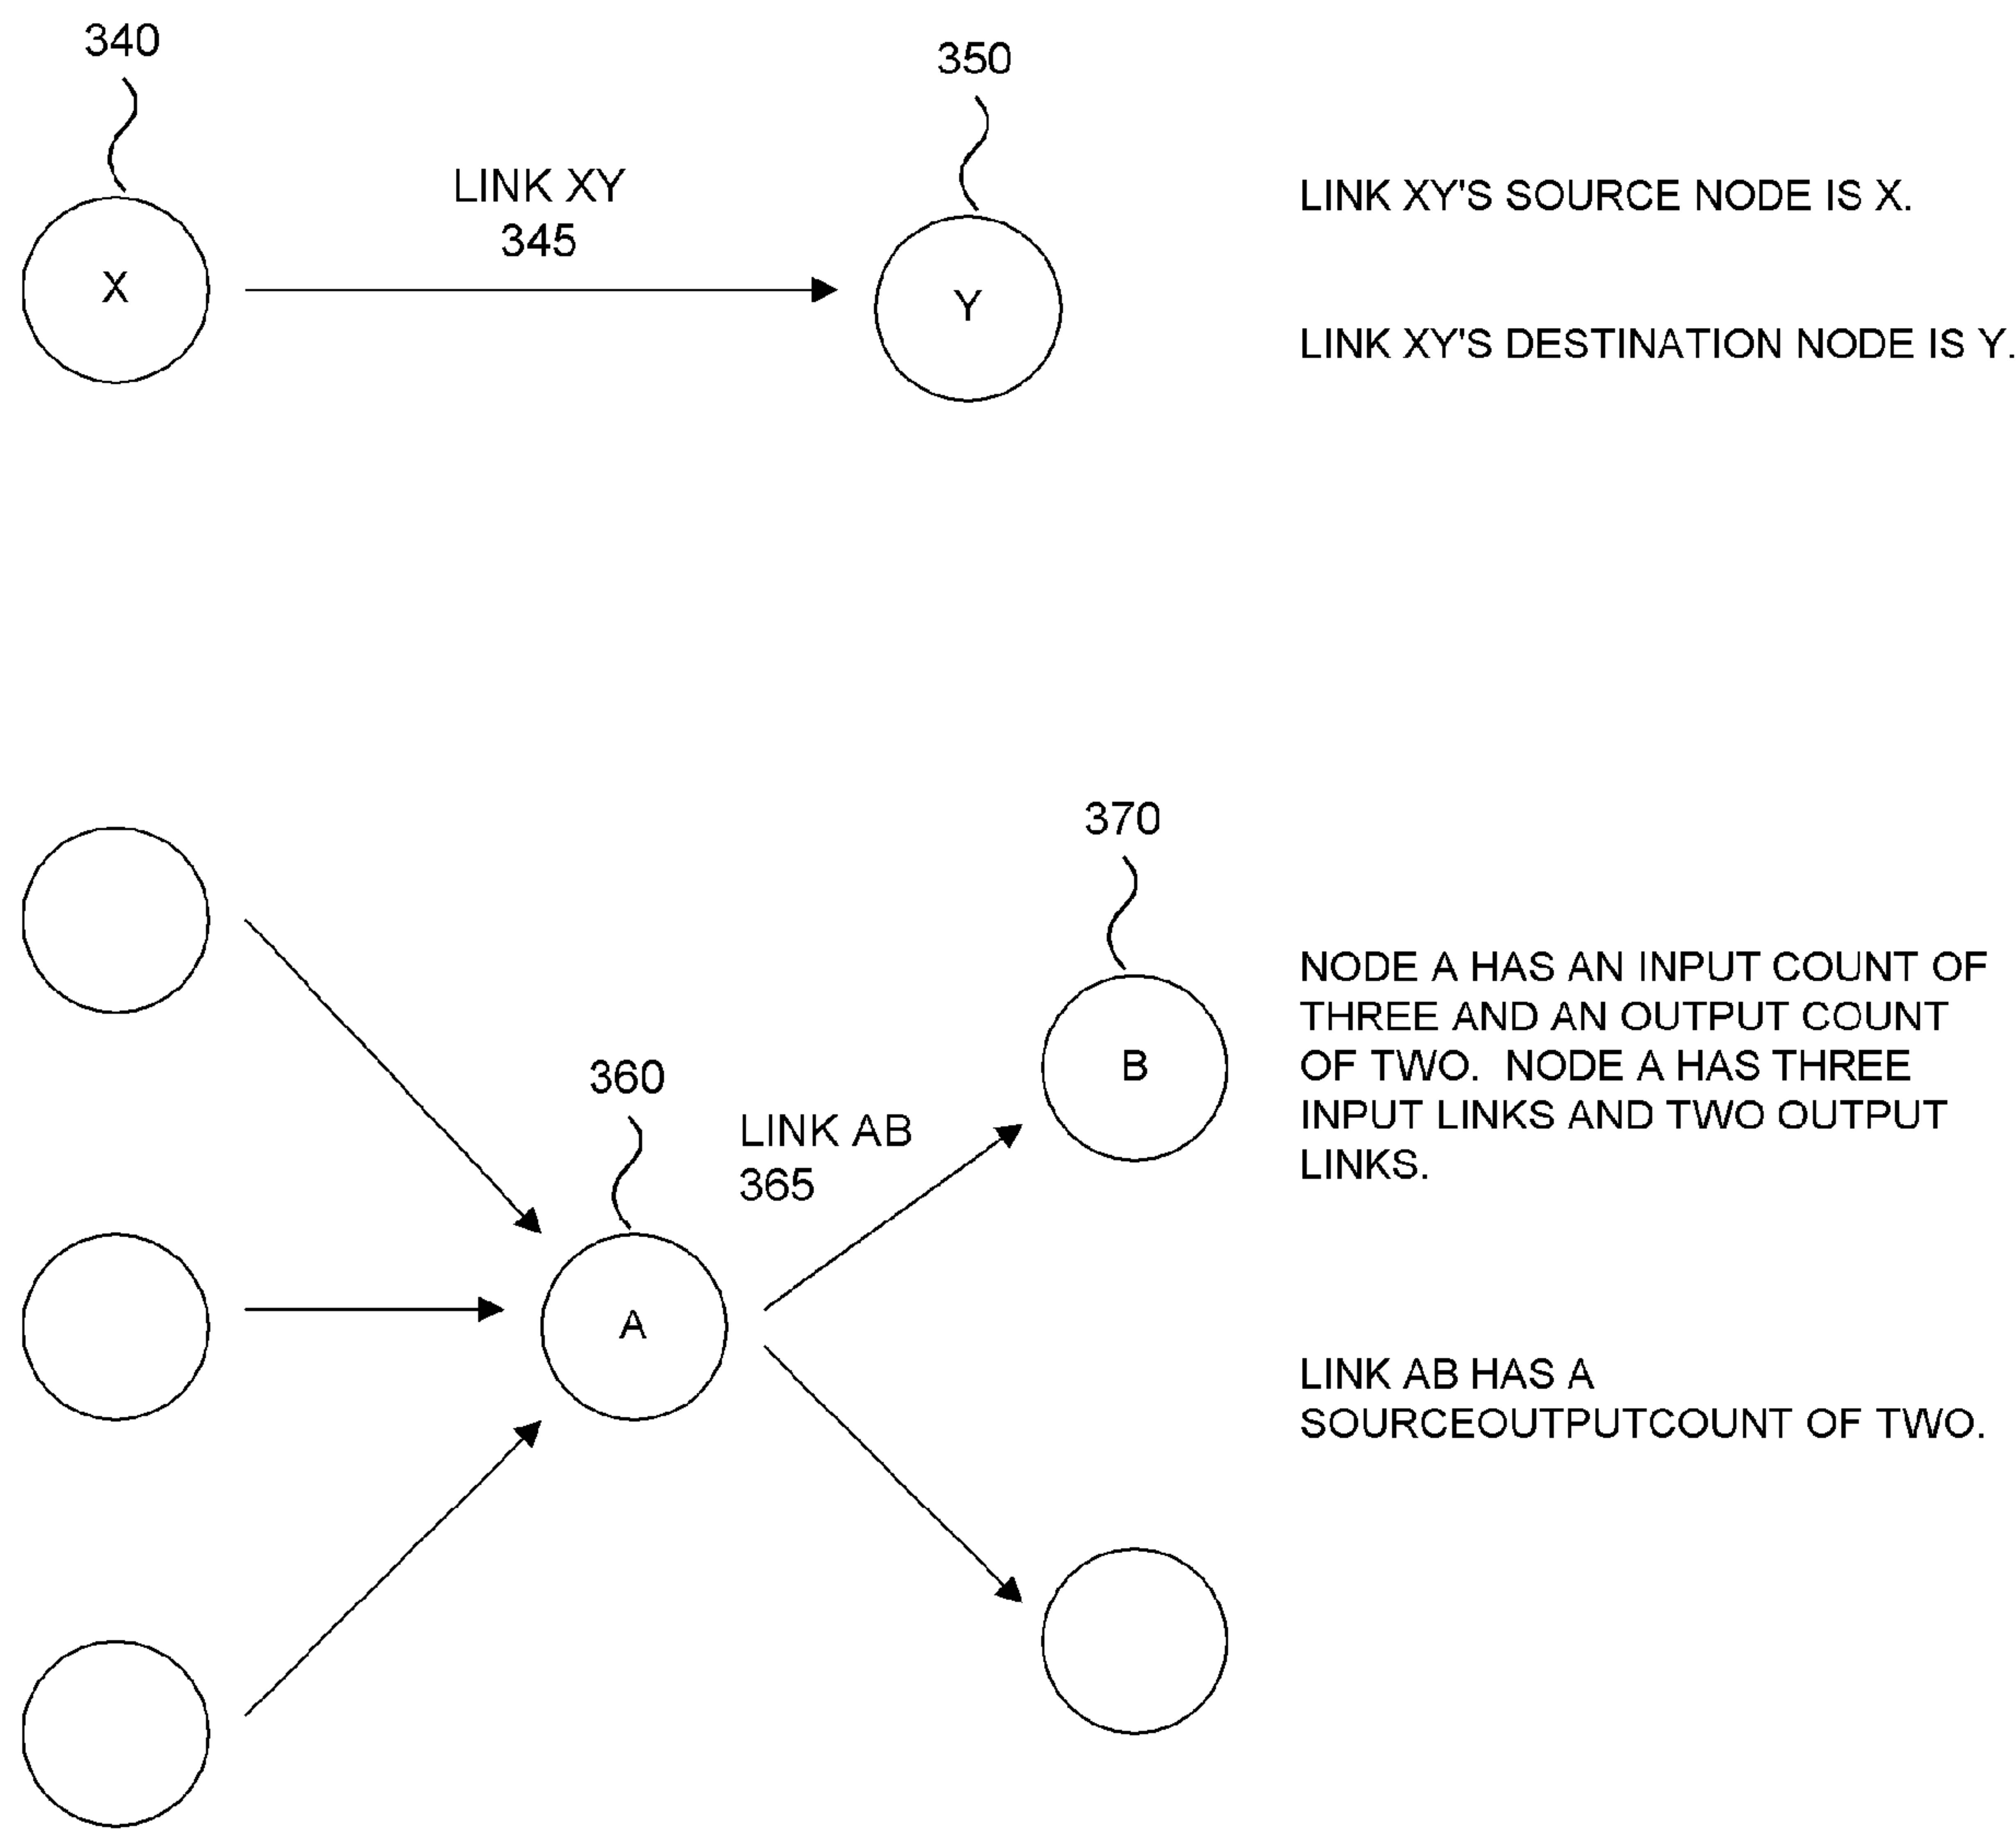 340
350
LINK XY
345
X
Y
LINK XY'S SOURCE NODE IS X.
LINK XY'S DESTINATION NODE IS Y.
370
360
LINK AB
365
B
A
NODE A HAS AN INPUT COUNT OF
THREE AND AN OUTPUT COUNT
OF TWO. NODE A HAS THREE
INPUT LINKS AND TWO OUTPUT
LINKS.
LINK AB HAS A
SOURCEOUTPUTCOUNT OF TWO.